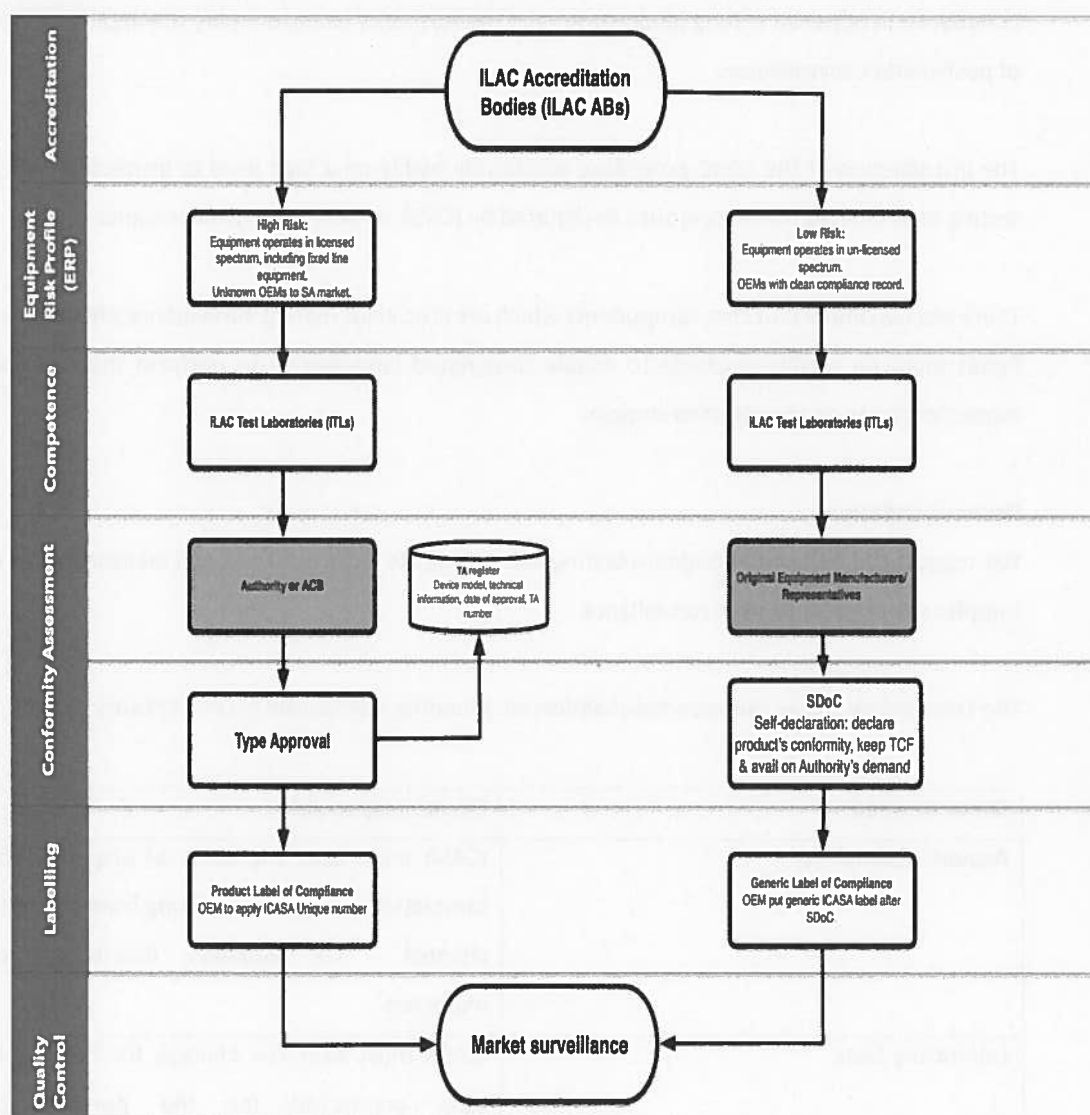 Accreditation
ILAC Accreditation
Bodies (ILAC ABs)
Equipment
Risk Profile
(ERP)
High Risk:
Equipment operates in licensed
spectrum, including fixed line
equipment.
Unknown OEMs to SA market.
Low Risk:
Equipment operates in un-licensed
spectrum.
OEMs with clean compliance record.
Competence
ILAC Test Laboratories (ITLs)
ILAC Test Laboratories (ITLs)
Conformity Assessment
Authority or ACB
TA register
Device model, technical
information, date of approval, TA
number
Original Equipment Manufacturers/
Representatives
Type Approval
SDoC
Self-declaration: declare
product's conformity, keep TCF
& avail on Authority's demand
Labelling
Product Label of Compliance
OEM to apply ICASA Unique number
Generic Label of Compliance
OEM put generic ICASA label after
SDoC
Quality
Control
Market surveillance